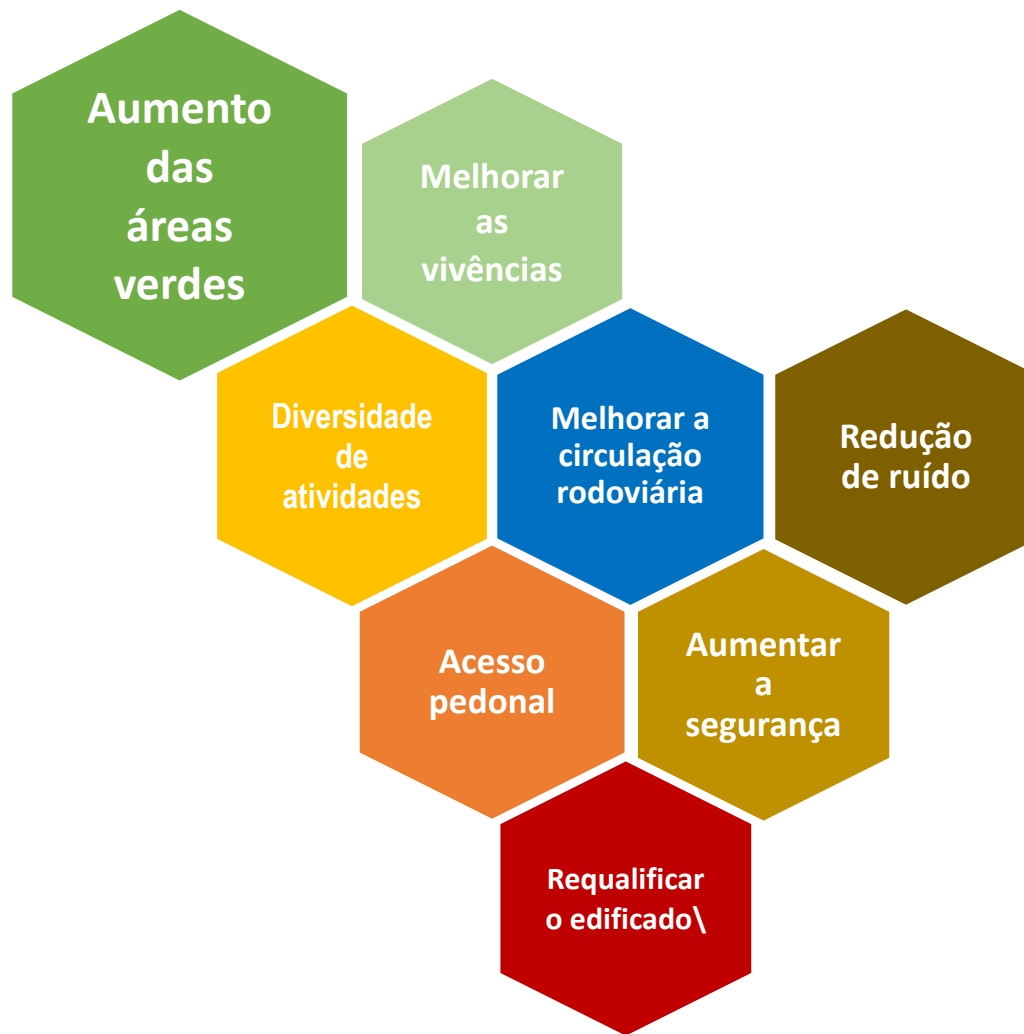 Aumento
das
áreas
verdes
Melhorar
as
vivências
Diversidade
de
atividades
Melhorar a
circulação
rodoviária
Redução
de ruído
Acesso
pedonal
Aumentar
a
segurança
Requalificar
o edificado\